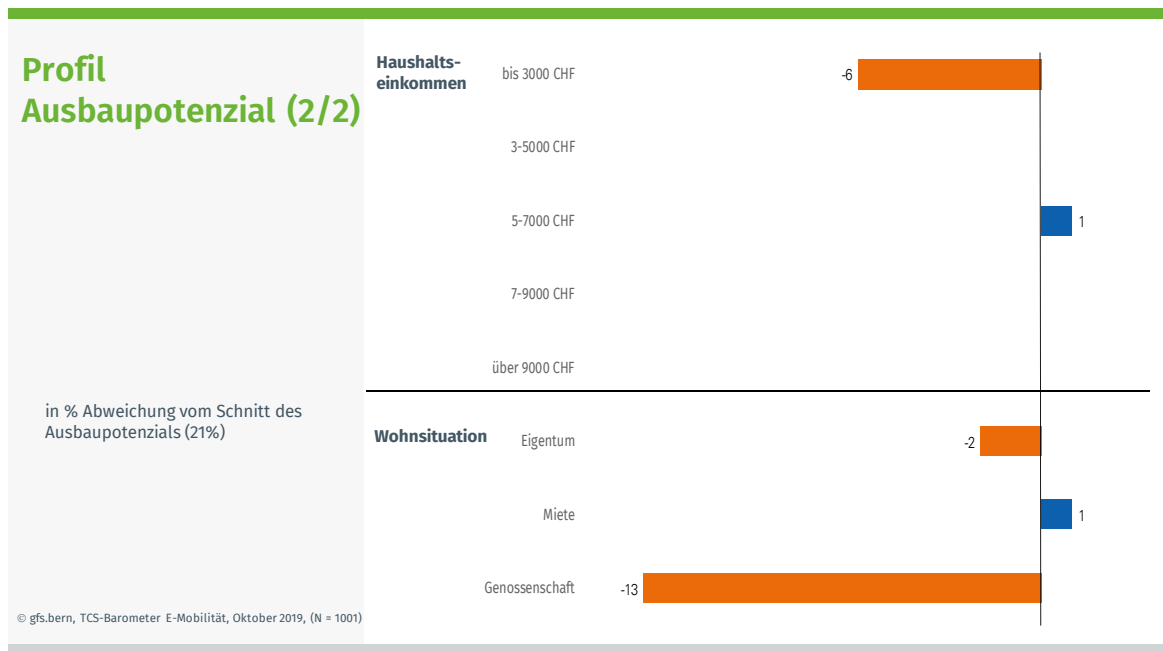 Profil
Ausbaupotenzial (2/2)
in % Abweichung vom Schnitt des
Ausbaupotenzials (21%)
© gfs.bern, TCS-Barometer E-Mobilität, Oktober 2019, (N = 1001)
Haushalts-
einkommen
bis 3000 CHF
-6
3-5000 CHF
5-7000 CHF
1
7-9000 CHF
über 9000 CHF
Wohnsituation
Eigentum
-2
Miete
1
Genossenschaft
-13